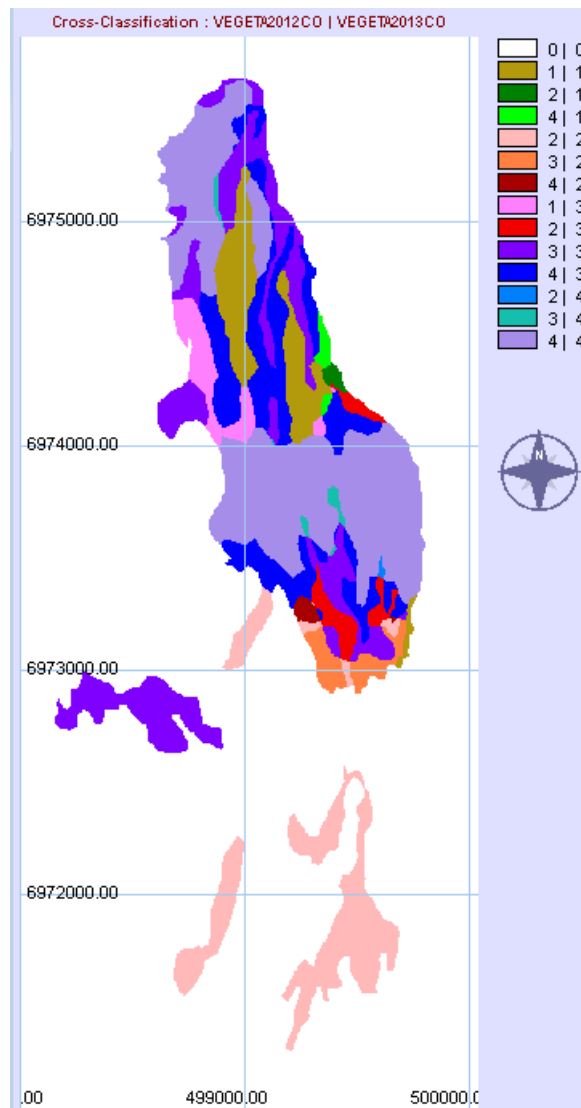 Cross-Classification : VEGETA2012CO | VEGETA2013CO
0 | 0
1 | 1
2 | 1
4 | 1
2 | 2
3 | 2
4 | 2
1 | 3
2 | 3
3 | 3
4 | 3
2 | 4
3 | 4
4 | 4
6975000.00
6974000.00
N
6973000.00
6972000.00
.00
499000.00
500000.0